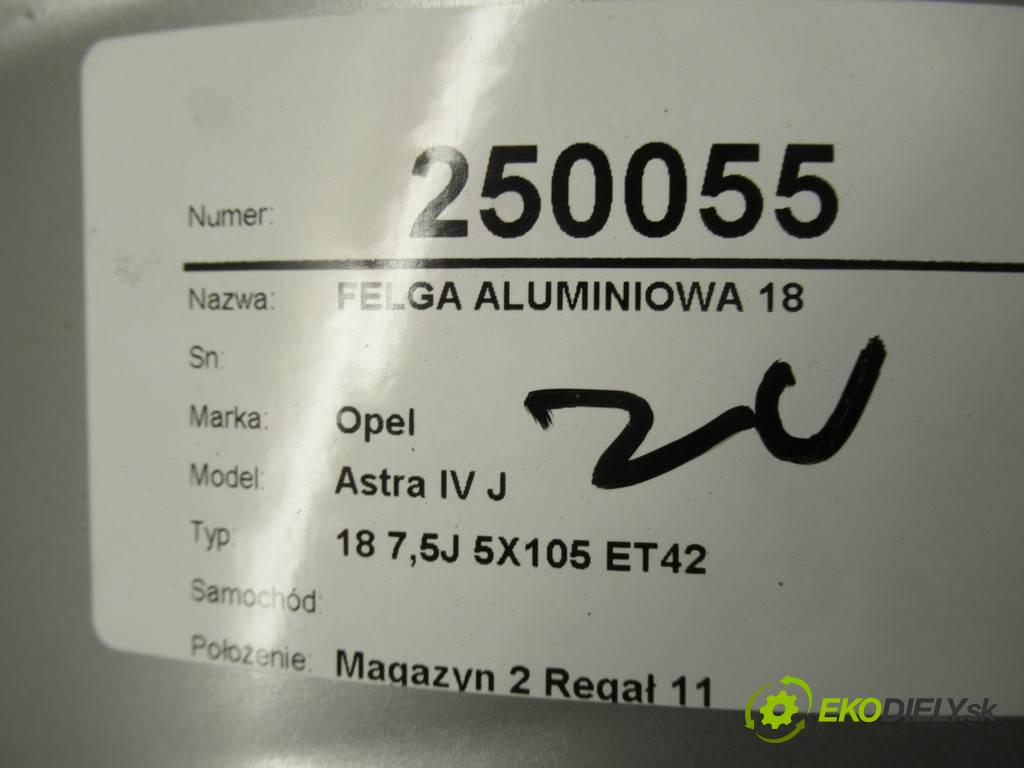 Numer: 250055
Nazwa: FELGA ALUMINIOWA 18
Sn:
Marka: Opel
Model: Astra IV J
Typ: 18 7,5J 5X105 ET42
Samochód:
Położenie: Magazyn 2 Regał 11
EKODIELY.sk